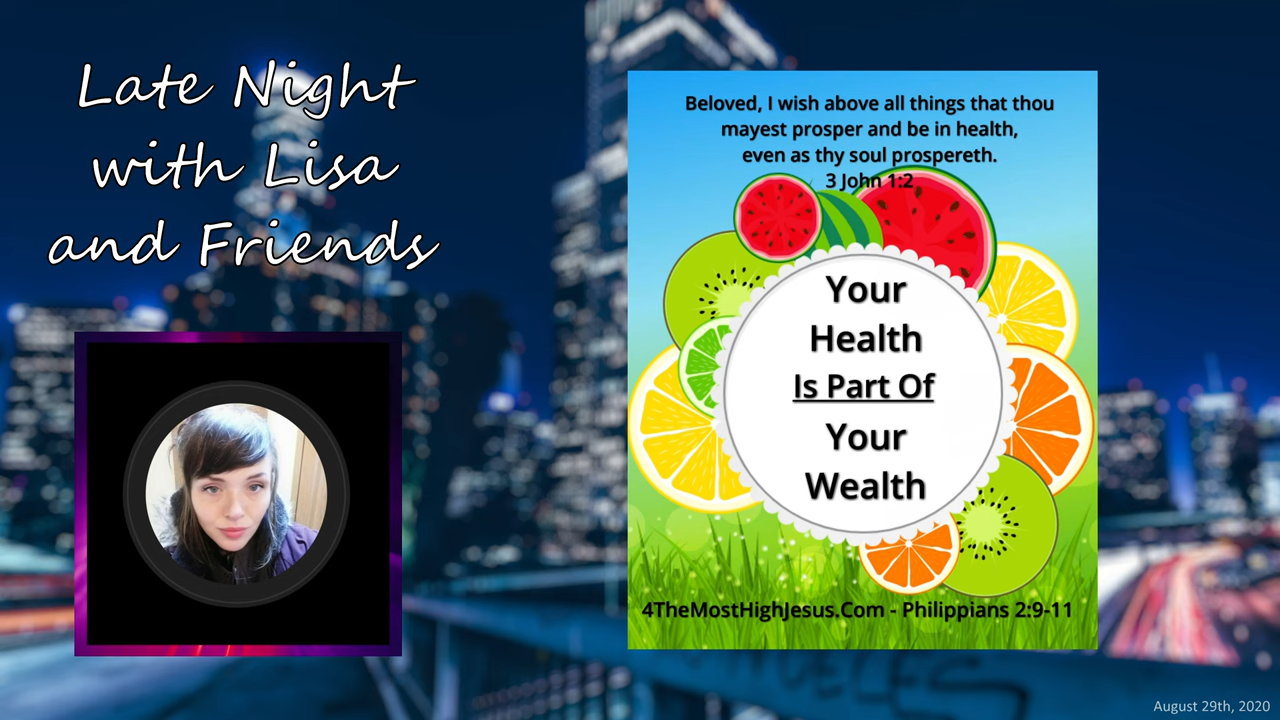 Late Night
with Lisa
and Friends
Beloved, I wish above all things that thou
mayest prosper and be in health,
even as thy soul prospereth.
3 John 1:2
Your
Health
Is Part Of
Your
Wealth
4TheMostHighJesus.Com - Philippians 2:9-11
August 29th, 2020